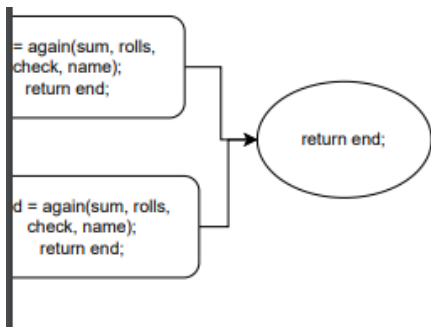 = again(sum, rolls,
check, name);
return end;
return end;
d = again(sum, rolls,
check, name);
return end;